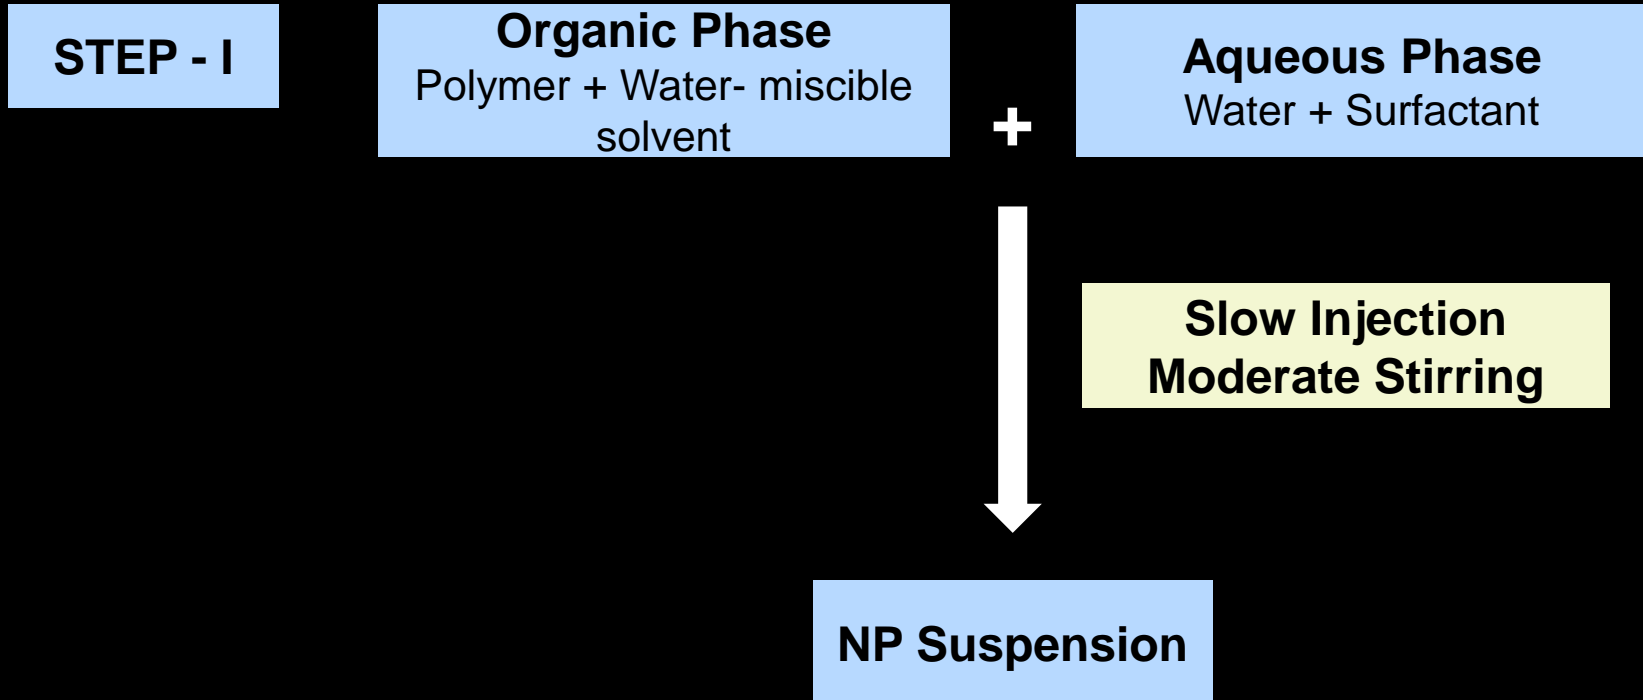 STEP - I
Organic Phase
Polymer + Water- miscible
solvent
+
Aqueous Phase
Water + Surfactant
Slow Injection
Moderate Stirring
NP Suspension